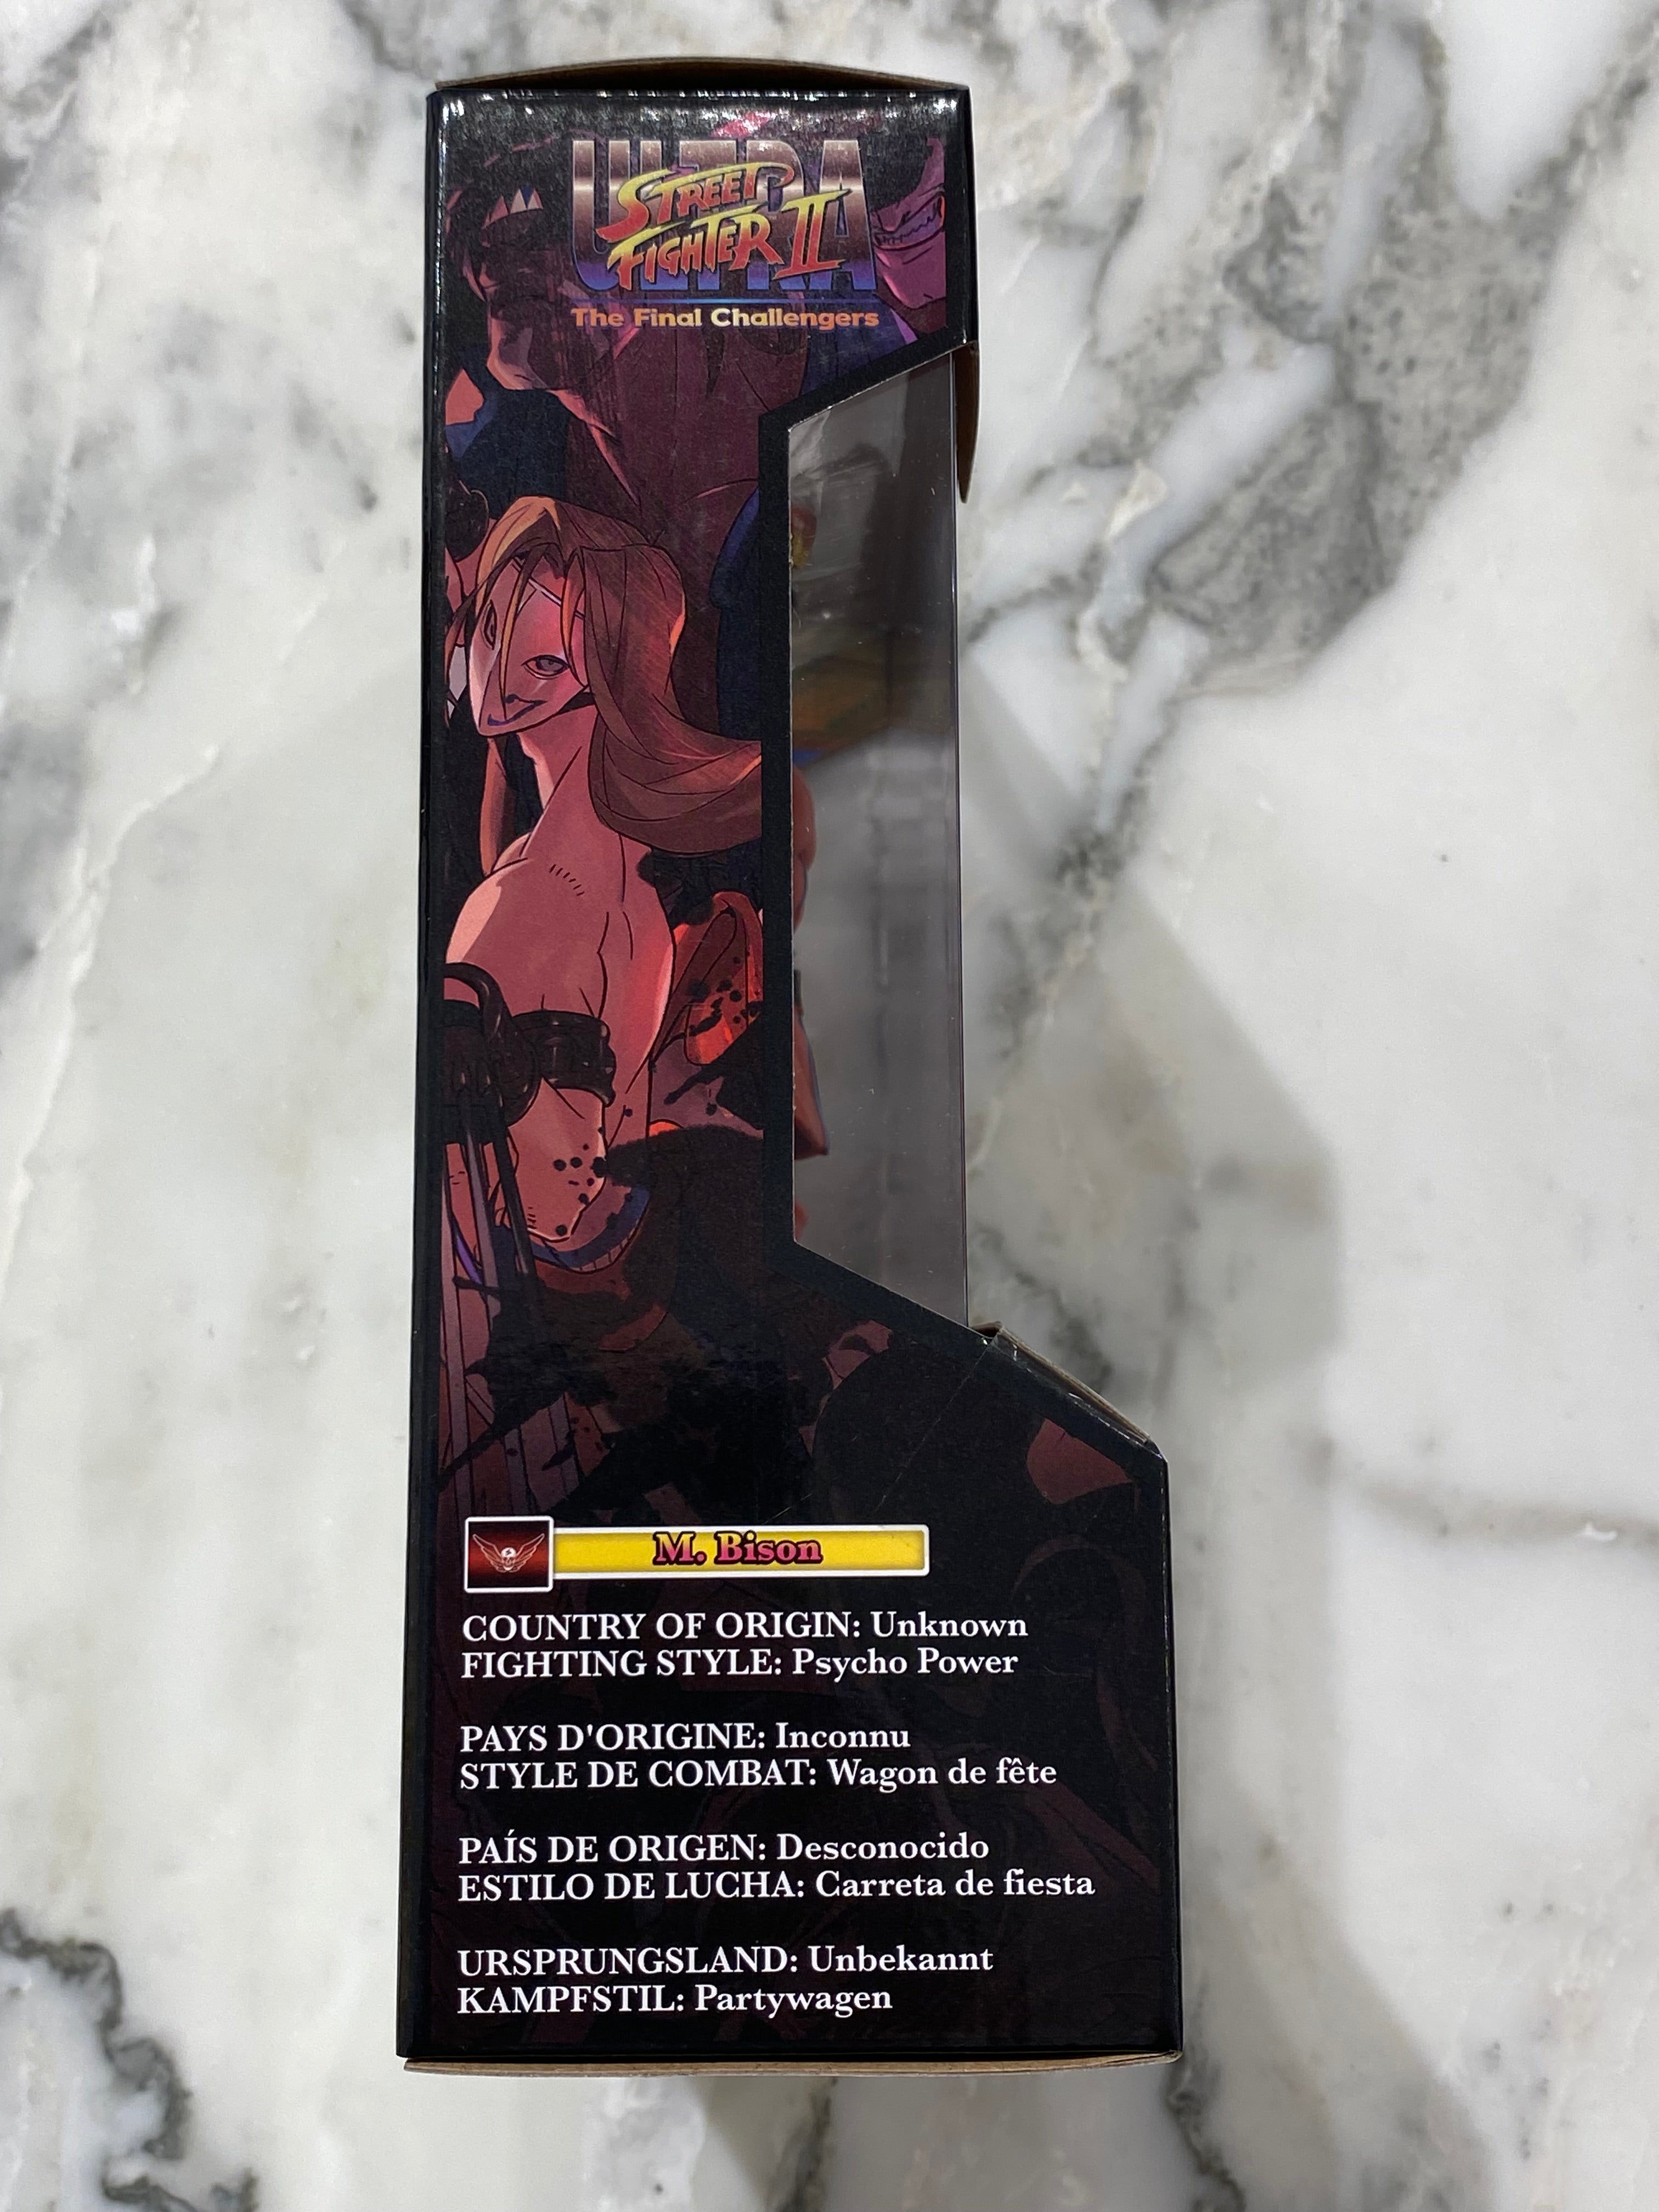 ULTRA
STREET
FIGHTER II
The Final Challengers
M. Bison
COUNTRY OF ORIGIN: Unknown
FIGHTING STYLE: Psycho Power
PAYS D'ORIGINE: Inconnu
STYLE DE COMBAT: Wagon de fête
PAÍS DE ORIGEN: Desconocido
ESTILO DE LUCHA: Carreta de fiesta
URSPRUNGSLAND: Unbekannt
KAMPFSTIL: Partywagen